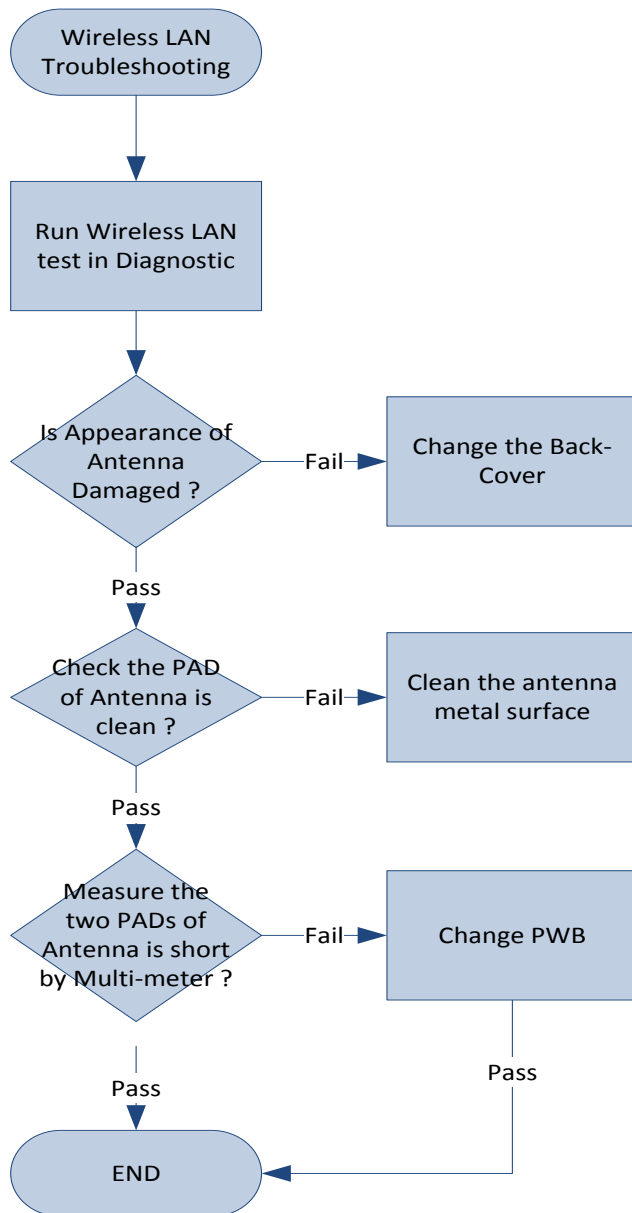 Wireless LAN
Troubleshooting
Run Wireless LAN
test in Diagnostic
Is Appearance of
Antenna
Damaged ?
Fail
Change the Back-
Cover
Pass
Check the PAD
of Antenna is
clean ?
Fail
Clean the antenna
metal surface
Pass
Measure the
two PADs of
Antenna is short
by Multi-meter ?
Fail
Change PWB
Pass
Pass
END